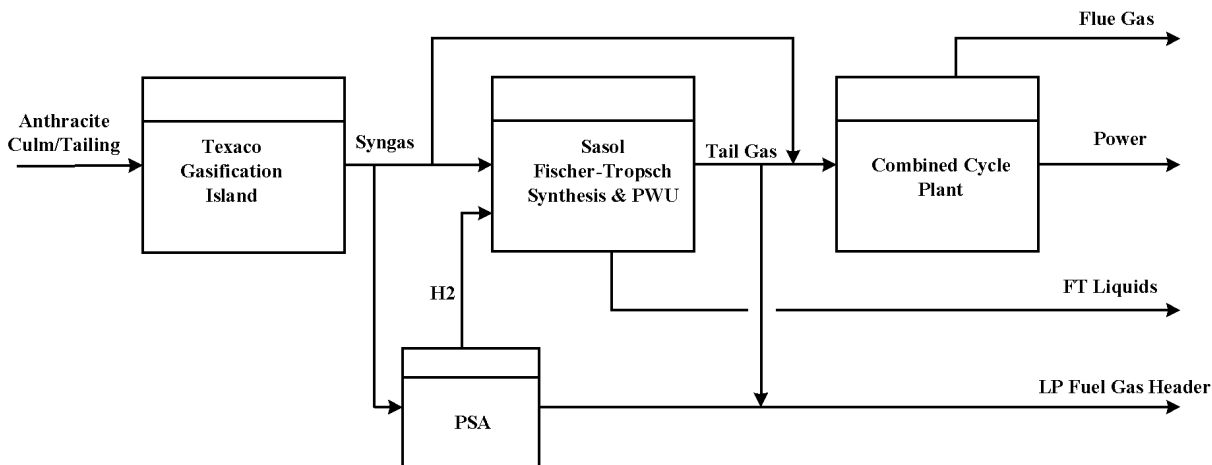 Flue Gas
Anthracite
Culm/Tailing
Texaco
Gasification
Island
Syngas
Sasol
Fischer-Tropsch
Synthesis & PWU
Tail Gas
Combined Cycle
Plant
Power
H2
FT Liquids
PSA
LP Fuel Gas Header